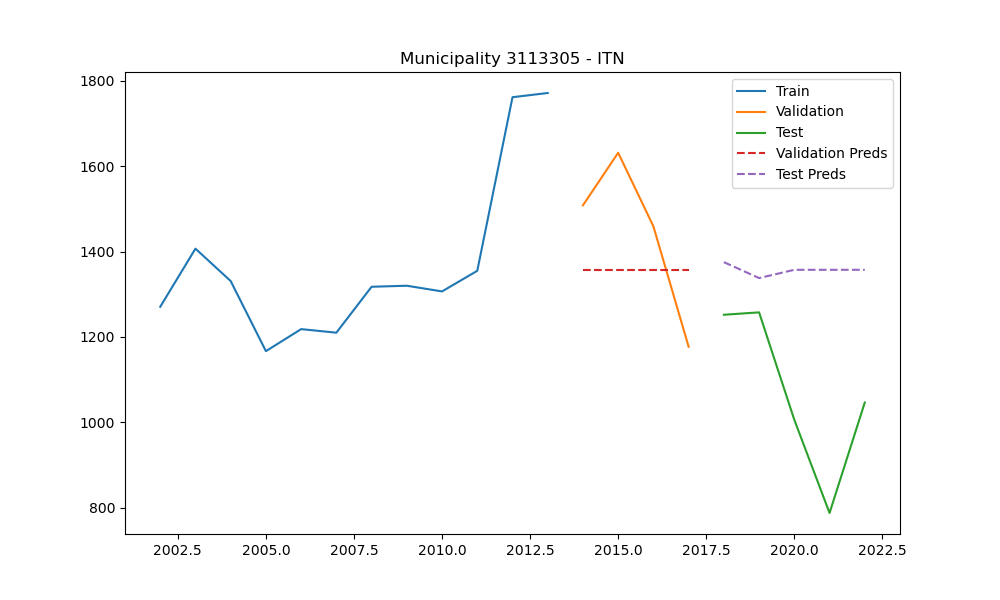 Municipality 3113305 - ITN
1800
1600
1400
1200
1000
800
2002.5
2005.0
2007.5
2010.0
2012.5
2015.0
2017.5
2020.0
2022.5
Train
Validation
Test
Validation Preds
Test Preds